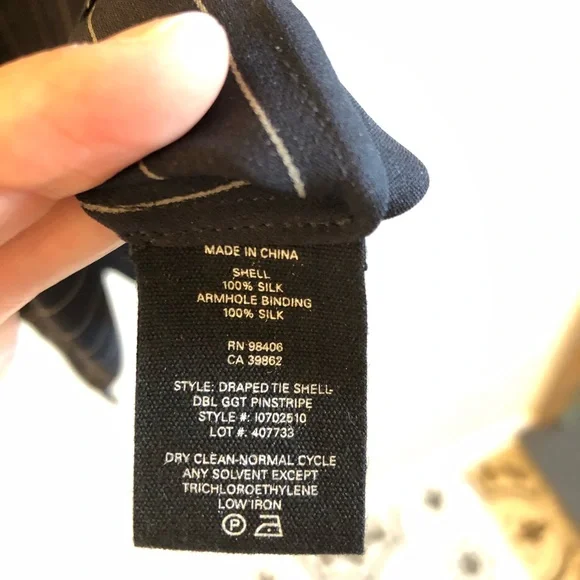 MADE IN CHINA
SHELL
100% SILK
ARMHOLE BINDING
100% SILK
RN 98406
CA 39862
STYLE: DRAPED TIE SHELL-
DBL GGT PINSTRIPE
STYLE #: I0702510
LOT #: 407733
DRY CLEAN-NORMAL CYCLE
ANY SOLVENT EXCEPT
TRICHLOROETHYLENE
LOW IRON
P